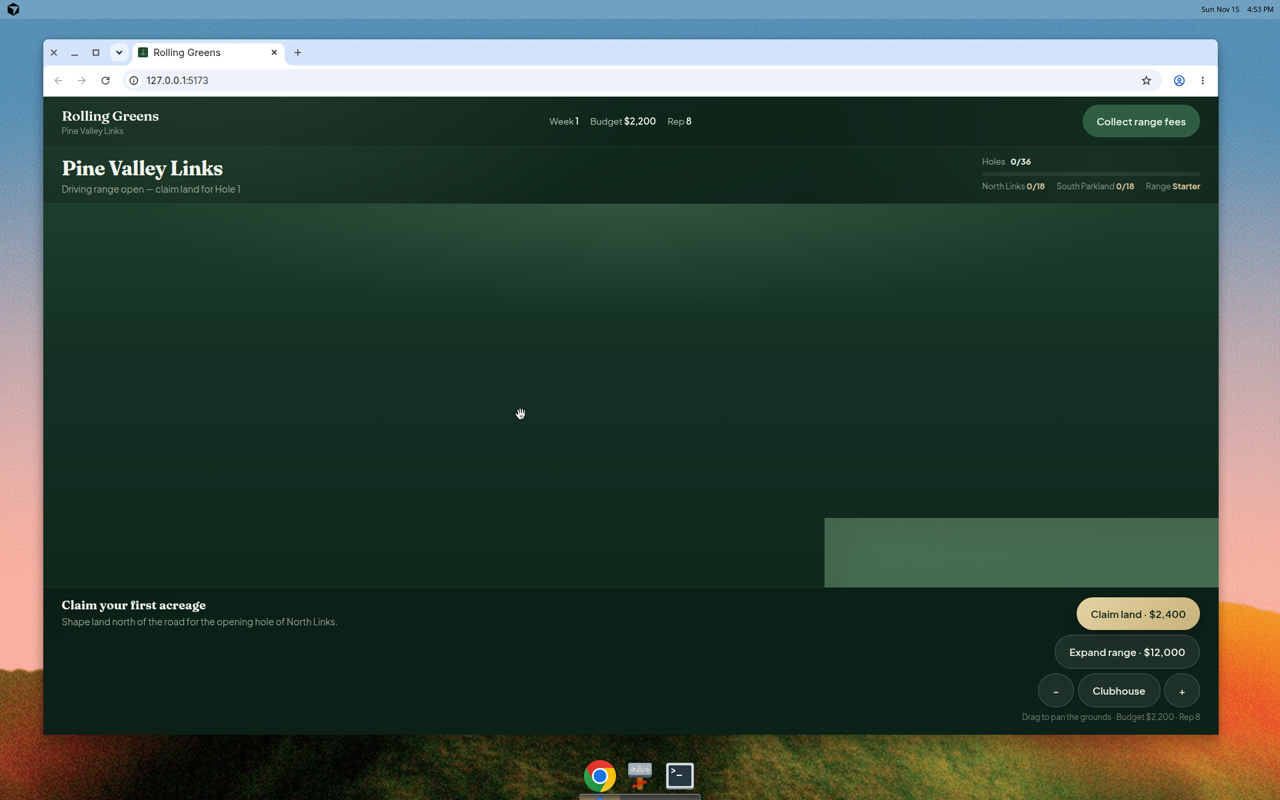 Sun Nov 15 4:53 PM
Rolling Greens
127.0.0.1:5173
Rolling Greens
Pine Valley Links
Week 1 Budget $2,200 Rep 8
Collect range fees
Pine Valley Links
Driving range open — claim land for Hole 1
Holes 0/36
North Links 0/18 South Parkland 0/18 Range Starter
Claim your first acreage
Shape land north of the road for the opening hole of North Links.
Claim land · $2,400
Expand range · $12,000
– Clubhouse +
Drag to pan the grounds · Budget $2,200 · Rep 8